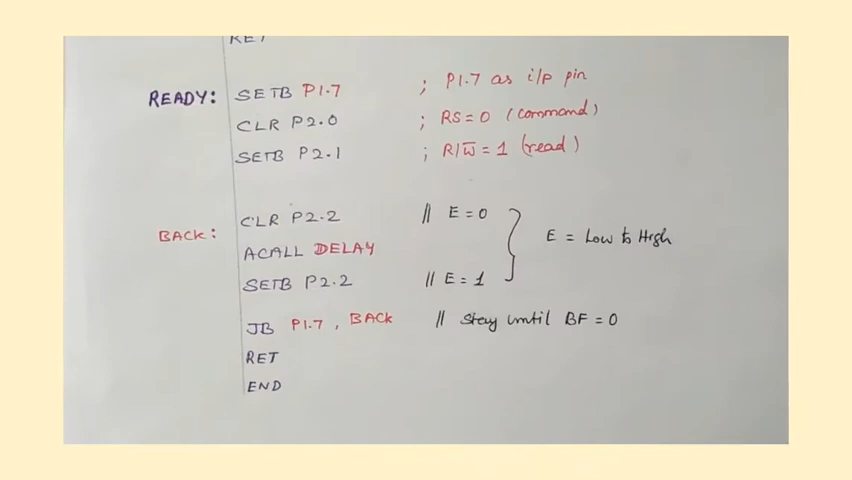 RET
READY: SETB P1.7 ; P1.7 as i/p pin
CLR P2.0 ; RS = 0 (command)
SETB P2.1 ; R/W̅ = 1 (read)
BACK: CLR P2.2 // E = 0
ACALL DELAY
E = Low to High
SETB P2.2 // E = 1
JB P1.7 , BACK // Stay until BF = 0
RET
END